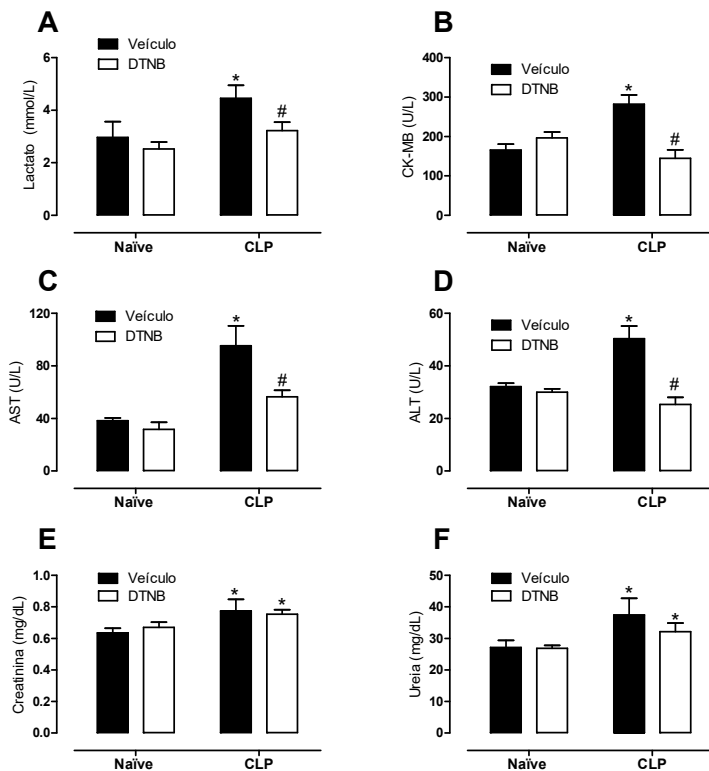 A
Veículo
DTNB
Lactato (mmol/L)
6
4
2
0
*
#
Naïve
CLP
B
Veículo
DTNB
CK-MB (U/L)
400
300
200
100
0
*
#
Naïve
CLP
C
Veículo
DTNB
AST (U/L)
120
80
40
0
*
#
Naïve
CLP
D
Veículo
DTNB
ALT (U/L)
60
40
20
0
*
#
Naïve
CLP
E
Veículo
DTNB
Creatinina (mg/dL)
1.0
0.8
0.6
0.4
0.2
0.0
*
*
Naïve
CLP
F
Veículo
DTNB
Ureia (mg/dL)
50
40
30
20
10
0
*
*
Naïve
CLP